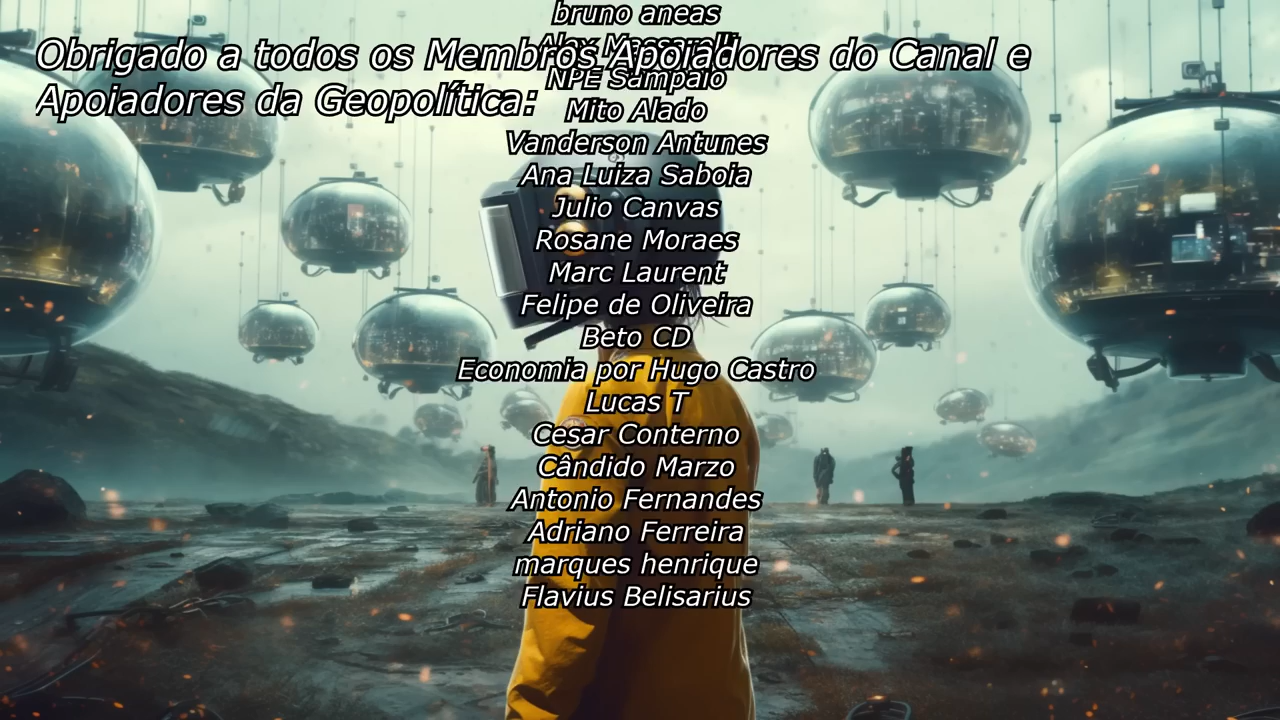 bruno aneas
Obrigado a todos os Membros Apoiadores do Canal e
Apoiadores da Geopolítica:
NPE Sampaio
Mito Alado
Vanderson Antunes
Ana Luiza Saboia
Julio Canvas
Rosane Moraes
Marc Laurent
Felipe de Oliveira
Beto CD
Economia por Hugo Castro
Lucas T
Cesar Conterno
Cândido Marzo
Antonio Fernandes
Adriano Ferreira
marques henrique
Flavius Belisarius